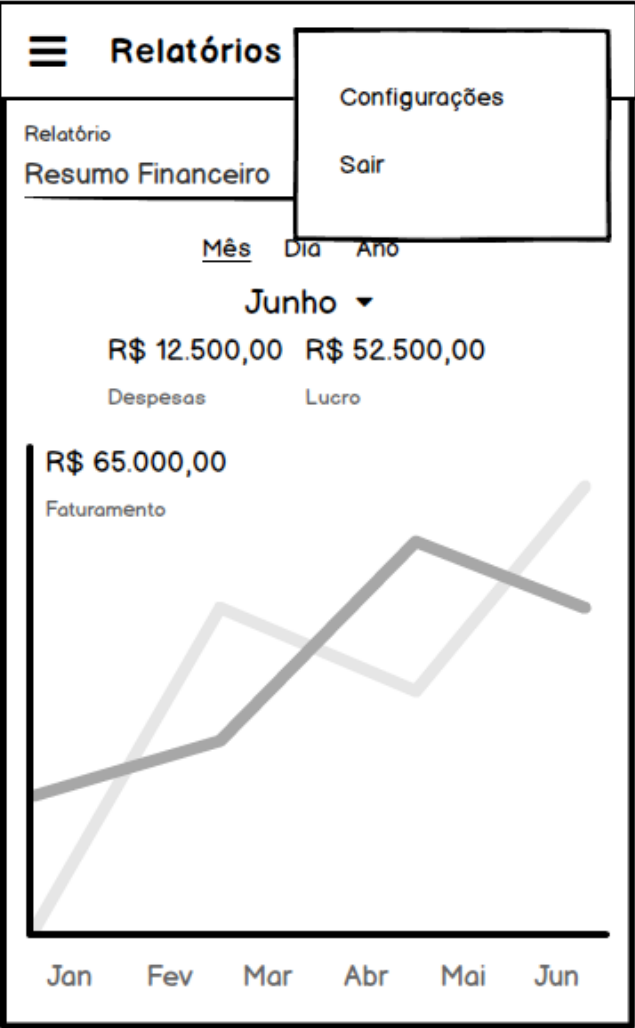 Relatórios
Configurações
Sair
Relatório
Resumo Financeiro
Mês Dia Ano
Junho
R$ 12.500,00 R$ 52.500,00
Despesas Lucro
R$ 65.000,00
Faturamento
Jan Fev Mar Abr Mai Jun